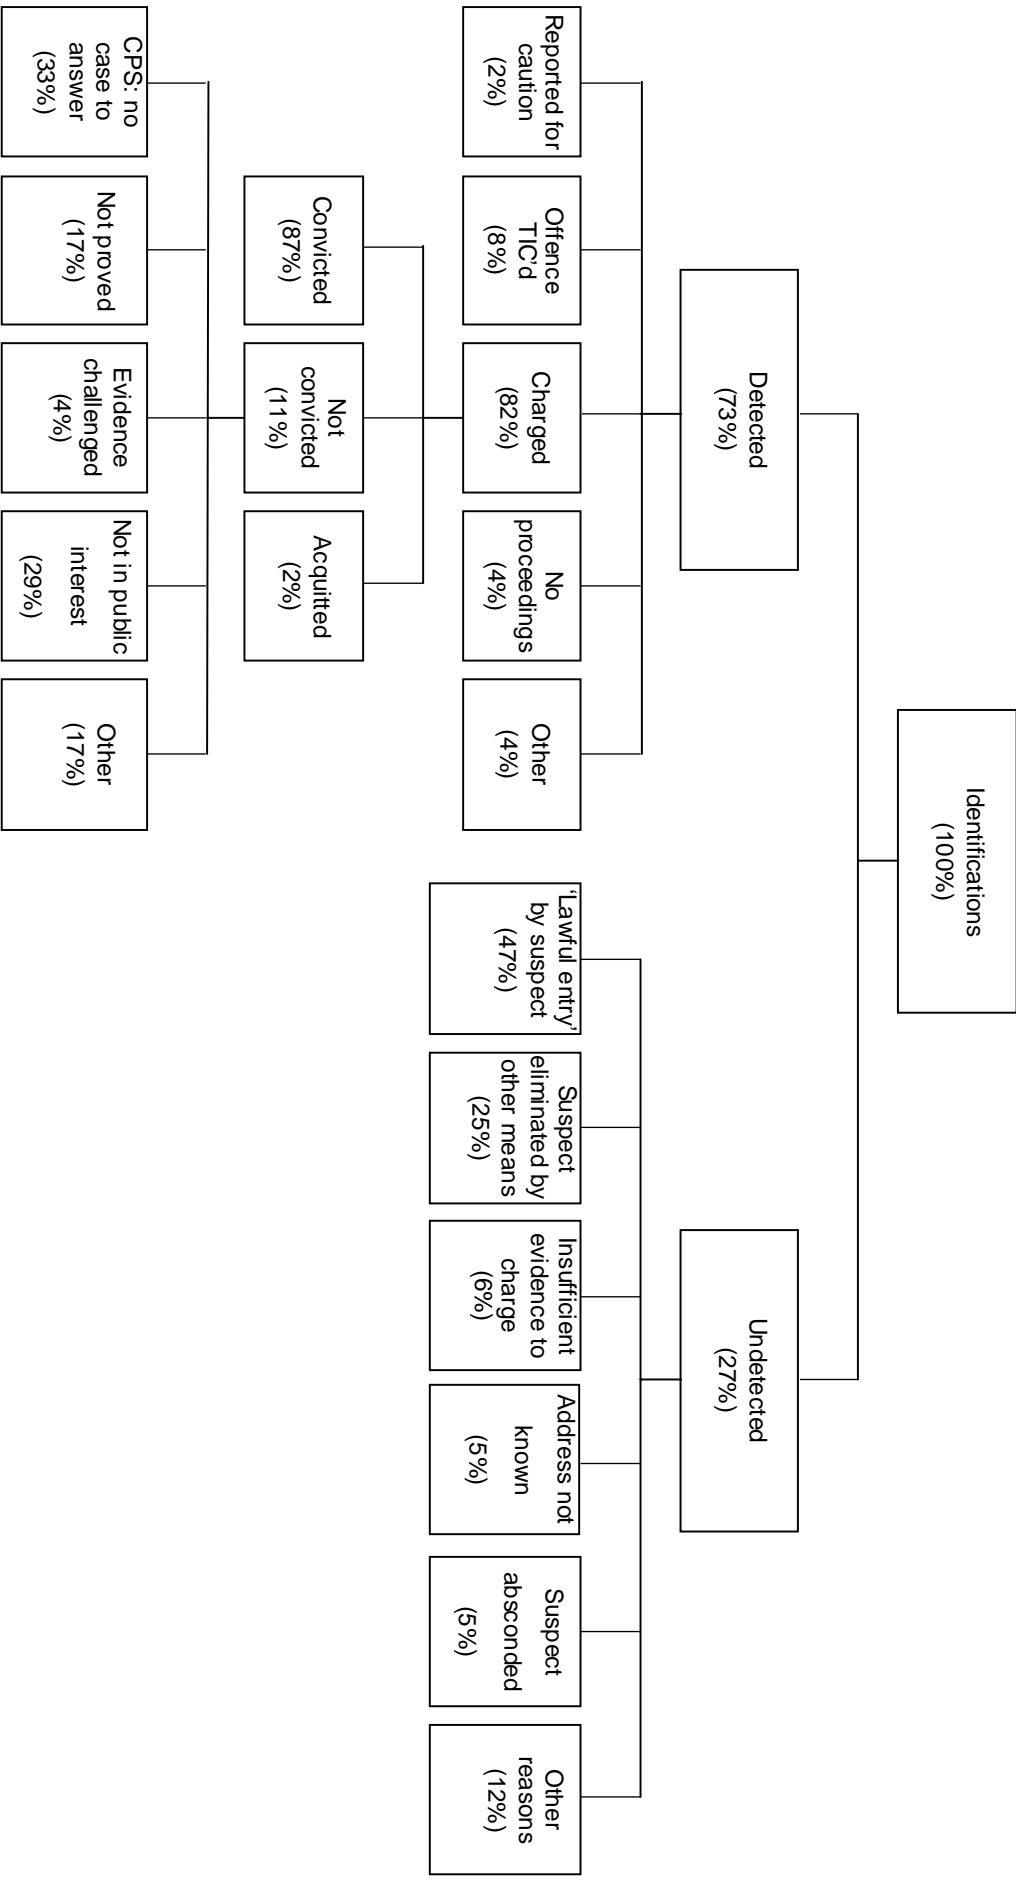 Identifications
(100%)
Detected
(73%)
Undetected
(27%)
Reported for
caution
(2%)
Offence
TIC'd
(8%)
Charged
(82%)
No
proceedings
(4%)
Other
(4%)
‘Lawful entry’
by suspect
(47%)
Suspect
eliminated by
other means
(25%)
Insufficient
evidence to
charge
(6%)
Address not
known
(5%)
Suspect
absconded
(5%)
Other
reasons
(12%)
Convicted
(87%)
Not
convicted
(11%)
Acquitted
(2%)
CPS: no
case to
answer
(33%)
Not proved
(17%)
Evidence
challenged
(4%)
Not in public
interest
(29%)
Other
(17%)